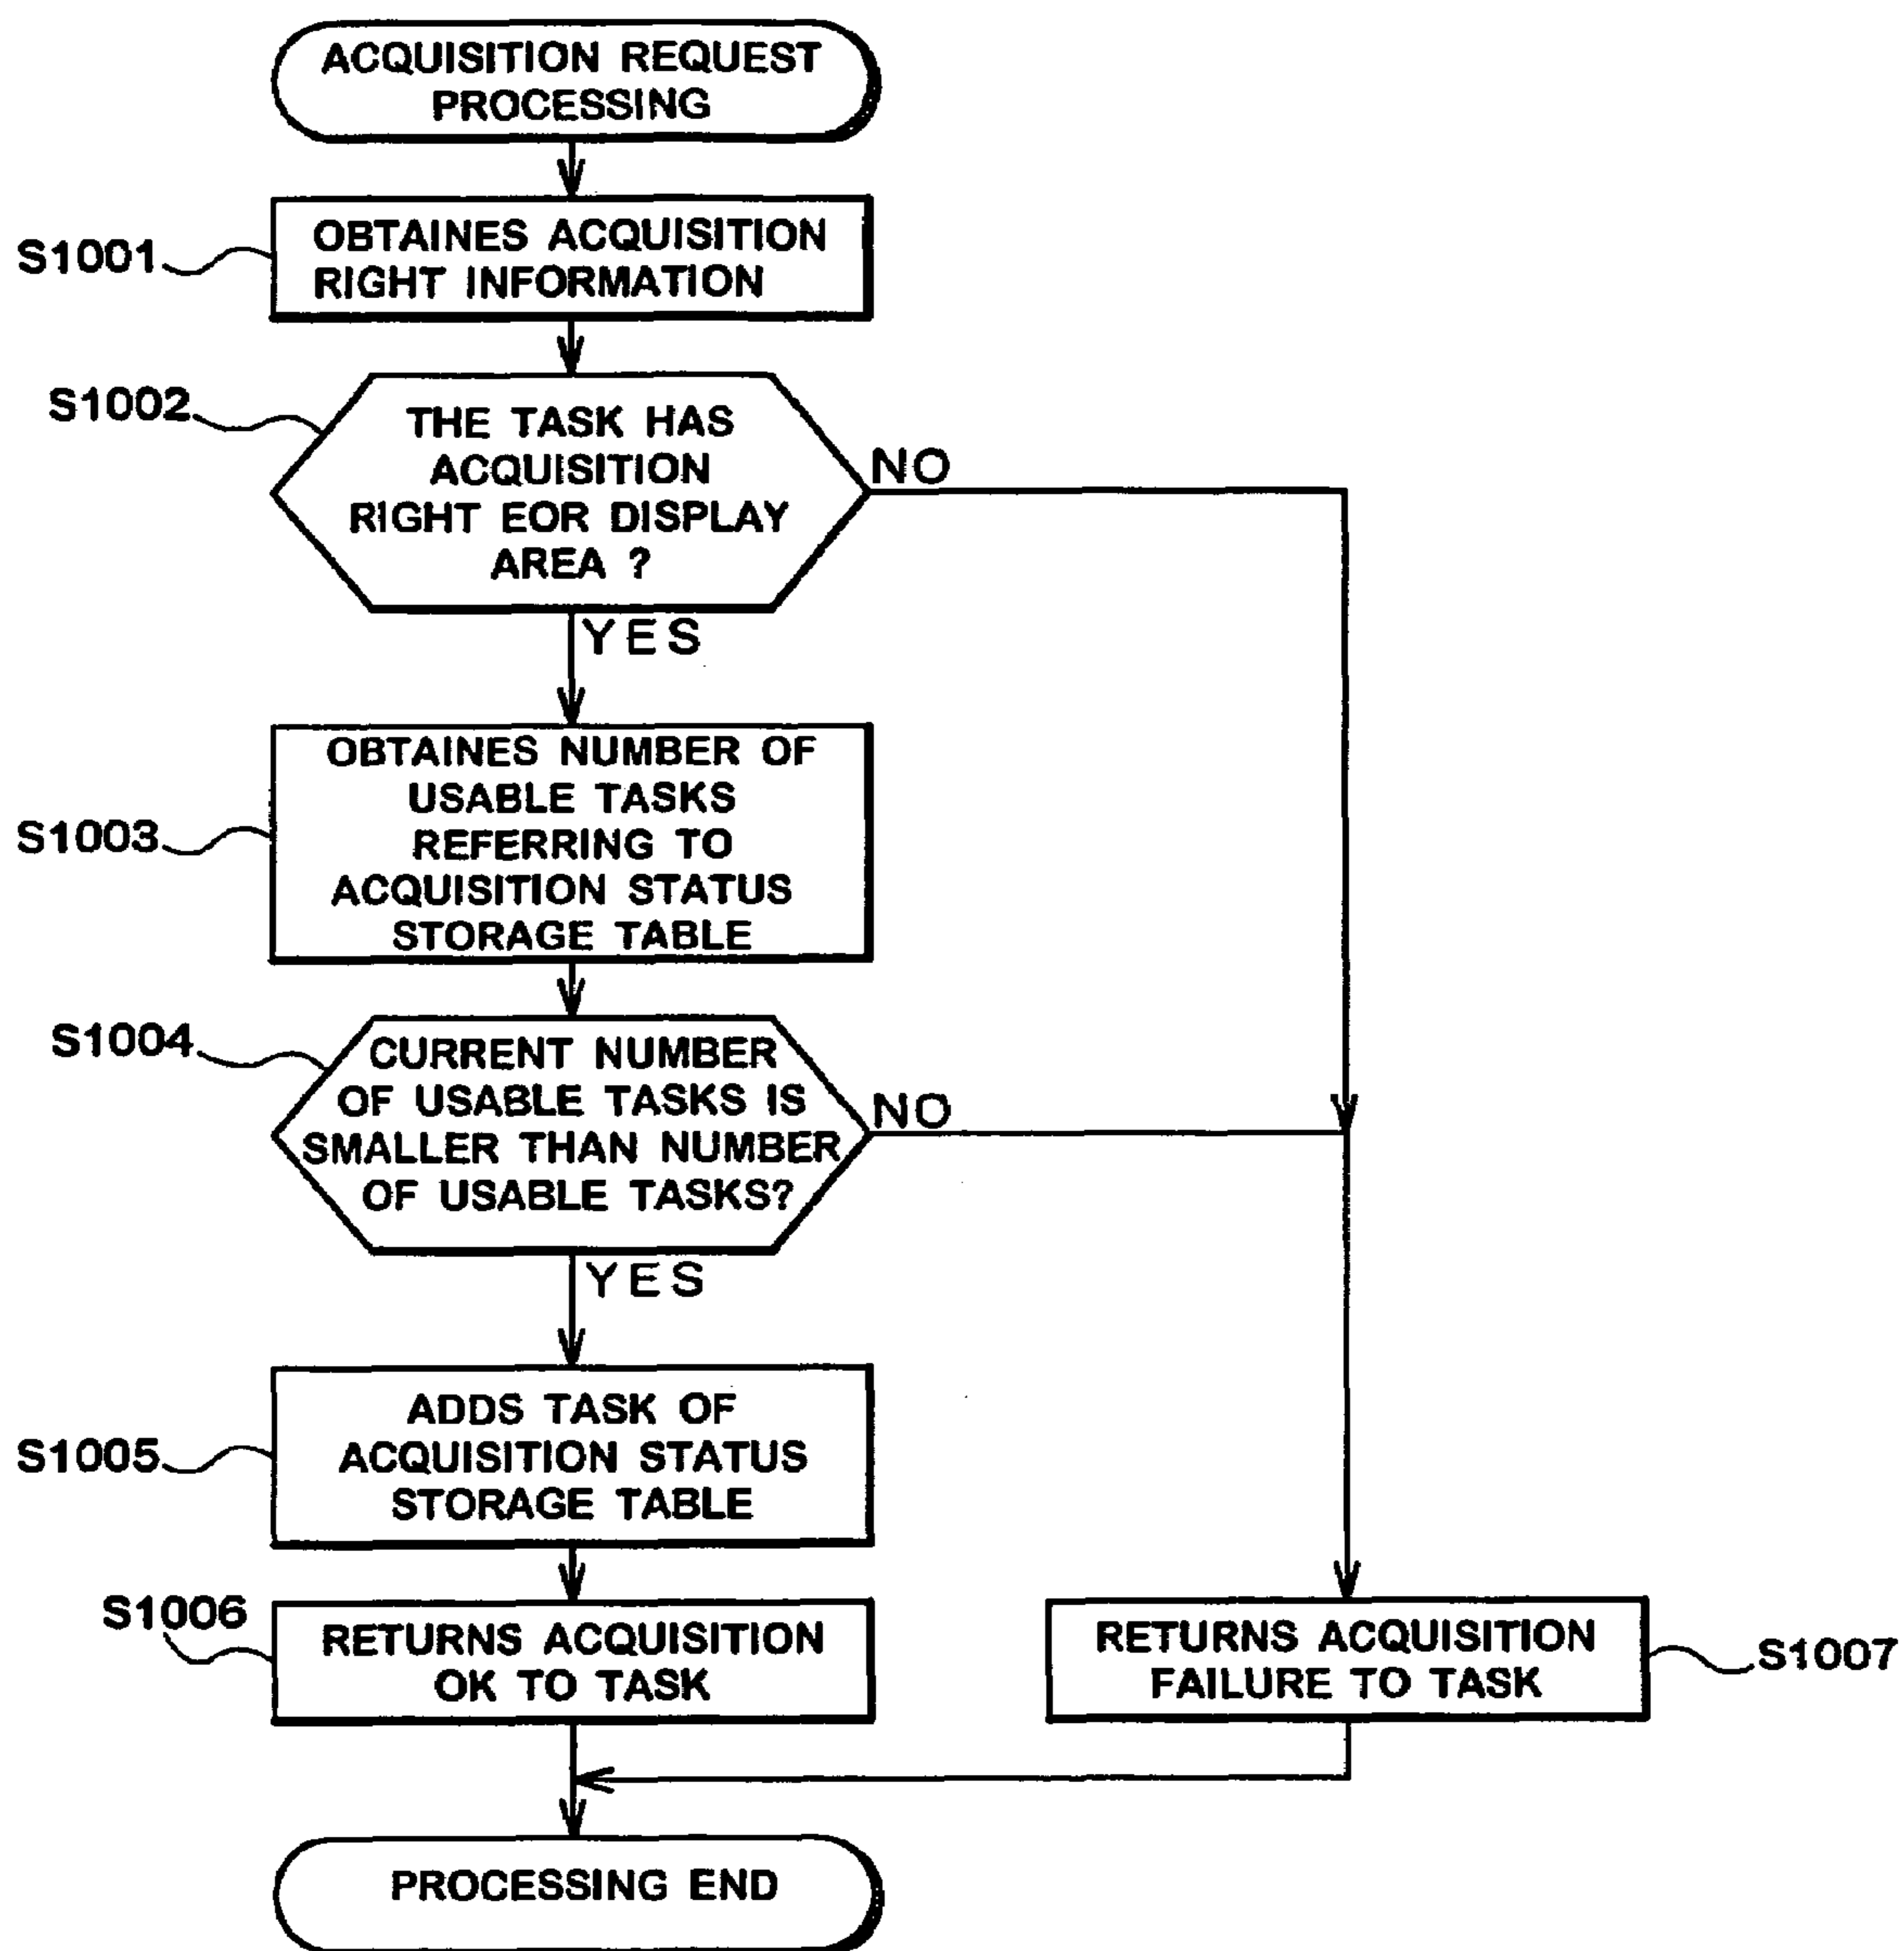 ACQUISITION REQUEST
PROCESSING
S1001
OBTAINES ACQUISITION
RIGHT INFORMATION
S1002
THE TASK HAS
ACQUISITION
RIGHT EOR DISPLAY
AREA ?
NO
YES
S1003
OBTAINES NUMBER OF
USABLE TASKS
REFERRING TO
ACQUISITION STATUS
STORAGE TABLE
S1004
CURRENT NUMBER
OF USABLE TASKS IS
SMALLER THAN NUMBER
OF USABLE TASKS?
NO
YES
S1005
ADDS TASK OF
ACQUISITION STATUS
STORAGE TABLE
S1006
RETURNS ACQUISITION
OK TO TASK
RETURNS ACQUISITION
FAILURE TO TASK
S1007
PROCESSING END